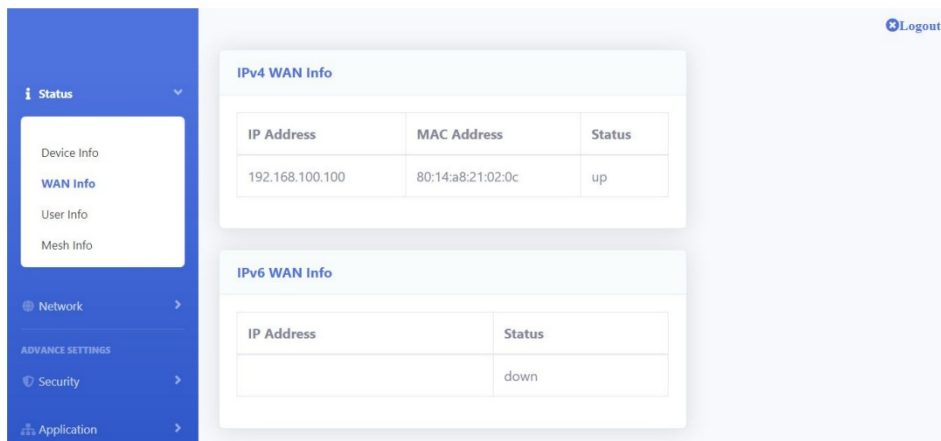 Logout
Status
Device Info
WAN Info
User Info
Mesh Info
Network
ADVANCE SETTINGS
Security
Application
IPv4 WAN Info
IP Address MAC Address Status
192.168.100.100 80:14:a8:21:02:0c up
IPv6 WAN Info
IP Address Status
down